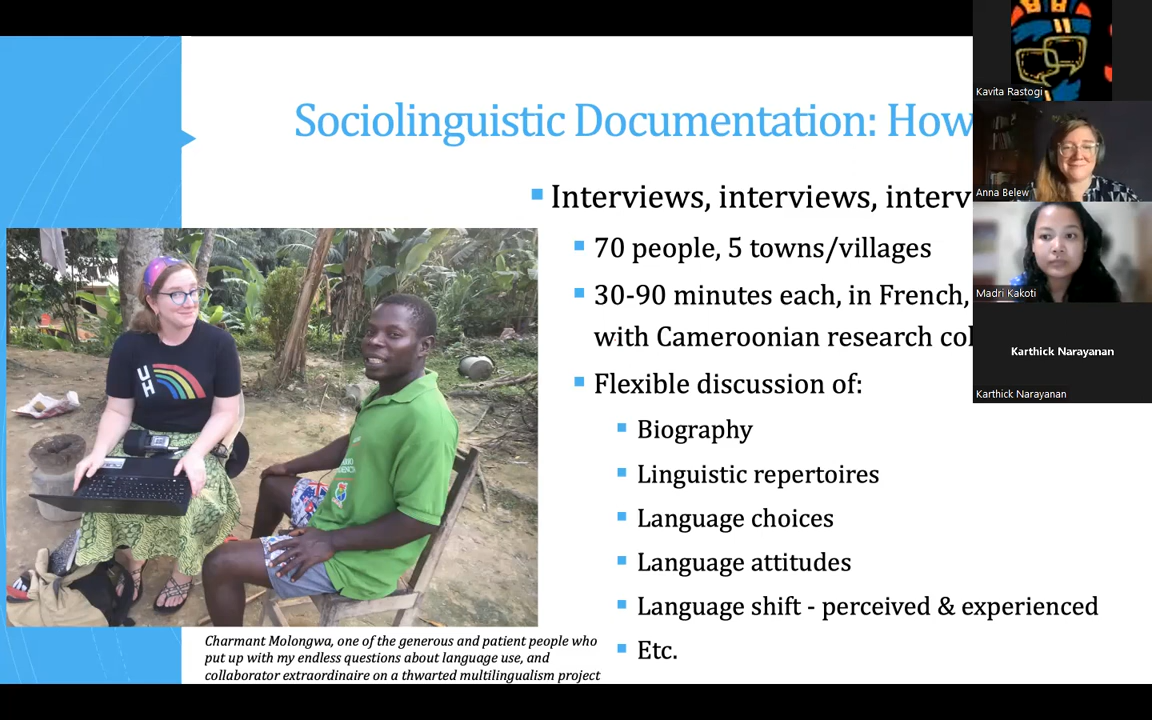 Sociolinguistic Documentation: How
Interviews, interviews, interv
70 people, 5 towns/villages
30-90 minutes each, in French,
with Cameroonian research col
Flexible discussion of:
Biography
Linguistic repertoires
Language choices
Language attitudes
Language shift - perceived & experienced
Etc.
UH
Charmant Molongwa, one of the generous and patient people who
put up with my endless questions about language use, and
collaborator extraordinaire on a thwarted multilingualism project
Kavita Rastogi
Anna Belew
Madri Kakoti
Karthick Narayanan
Karthick Narayanan